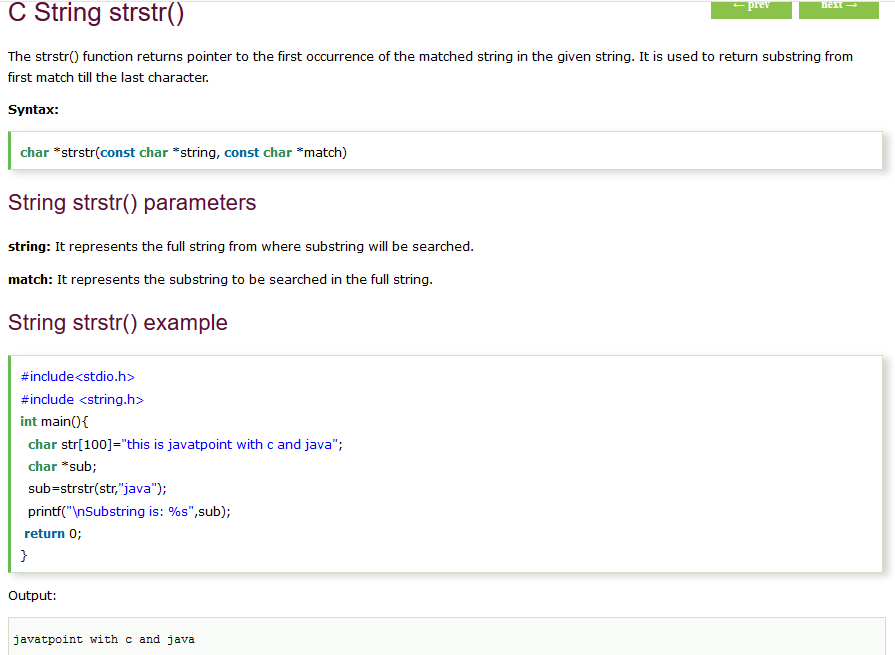 C String strstr()
← prev
next →
The strstr() function returns pointer to the first occurrence of the matched string in the given string. It is used to return substring from
first match till the last character.
Syntax:
char *strstr(const char *string, const char *match)
String strstr() parameters
string: It represents the full string from where substring will be searched.
match: It represents the substring to be searched in the full string.
String strstr() example
#include<stdio.h>
#include <string.h>
int main(){
char str[100]="this is javatpoint with c and java";
char *sub;
sub=strstr(str,"java");
printf("\nSubstring is: %s",sub);
return 0;
}
Output:
javatpoint with c and java